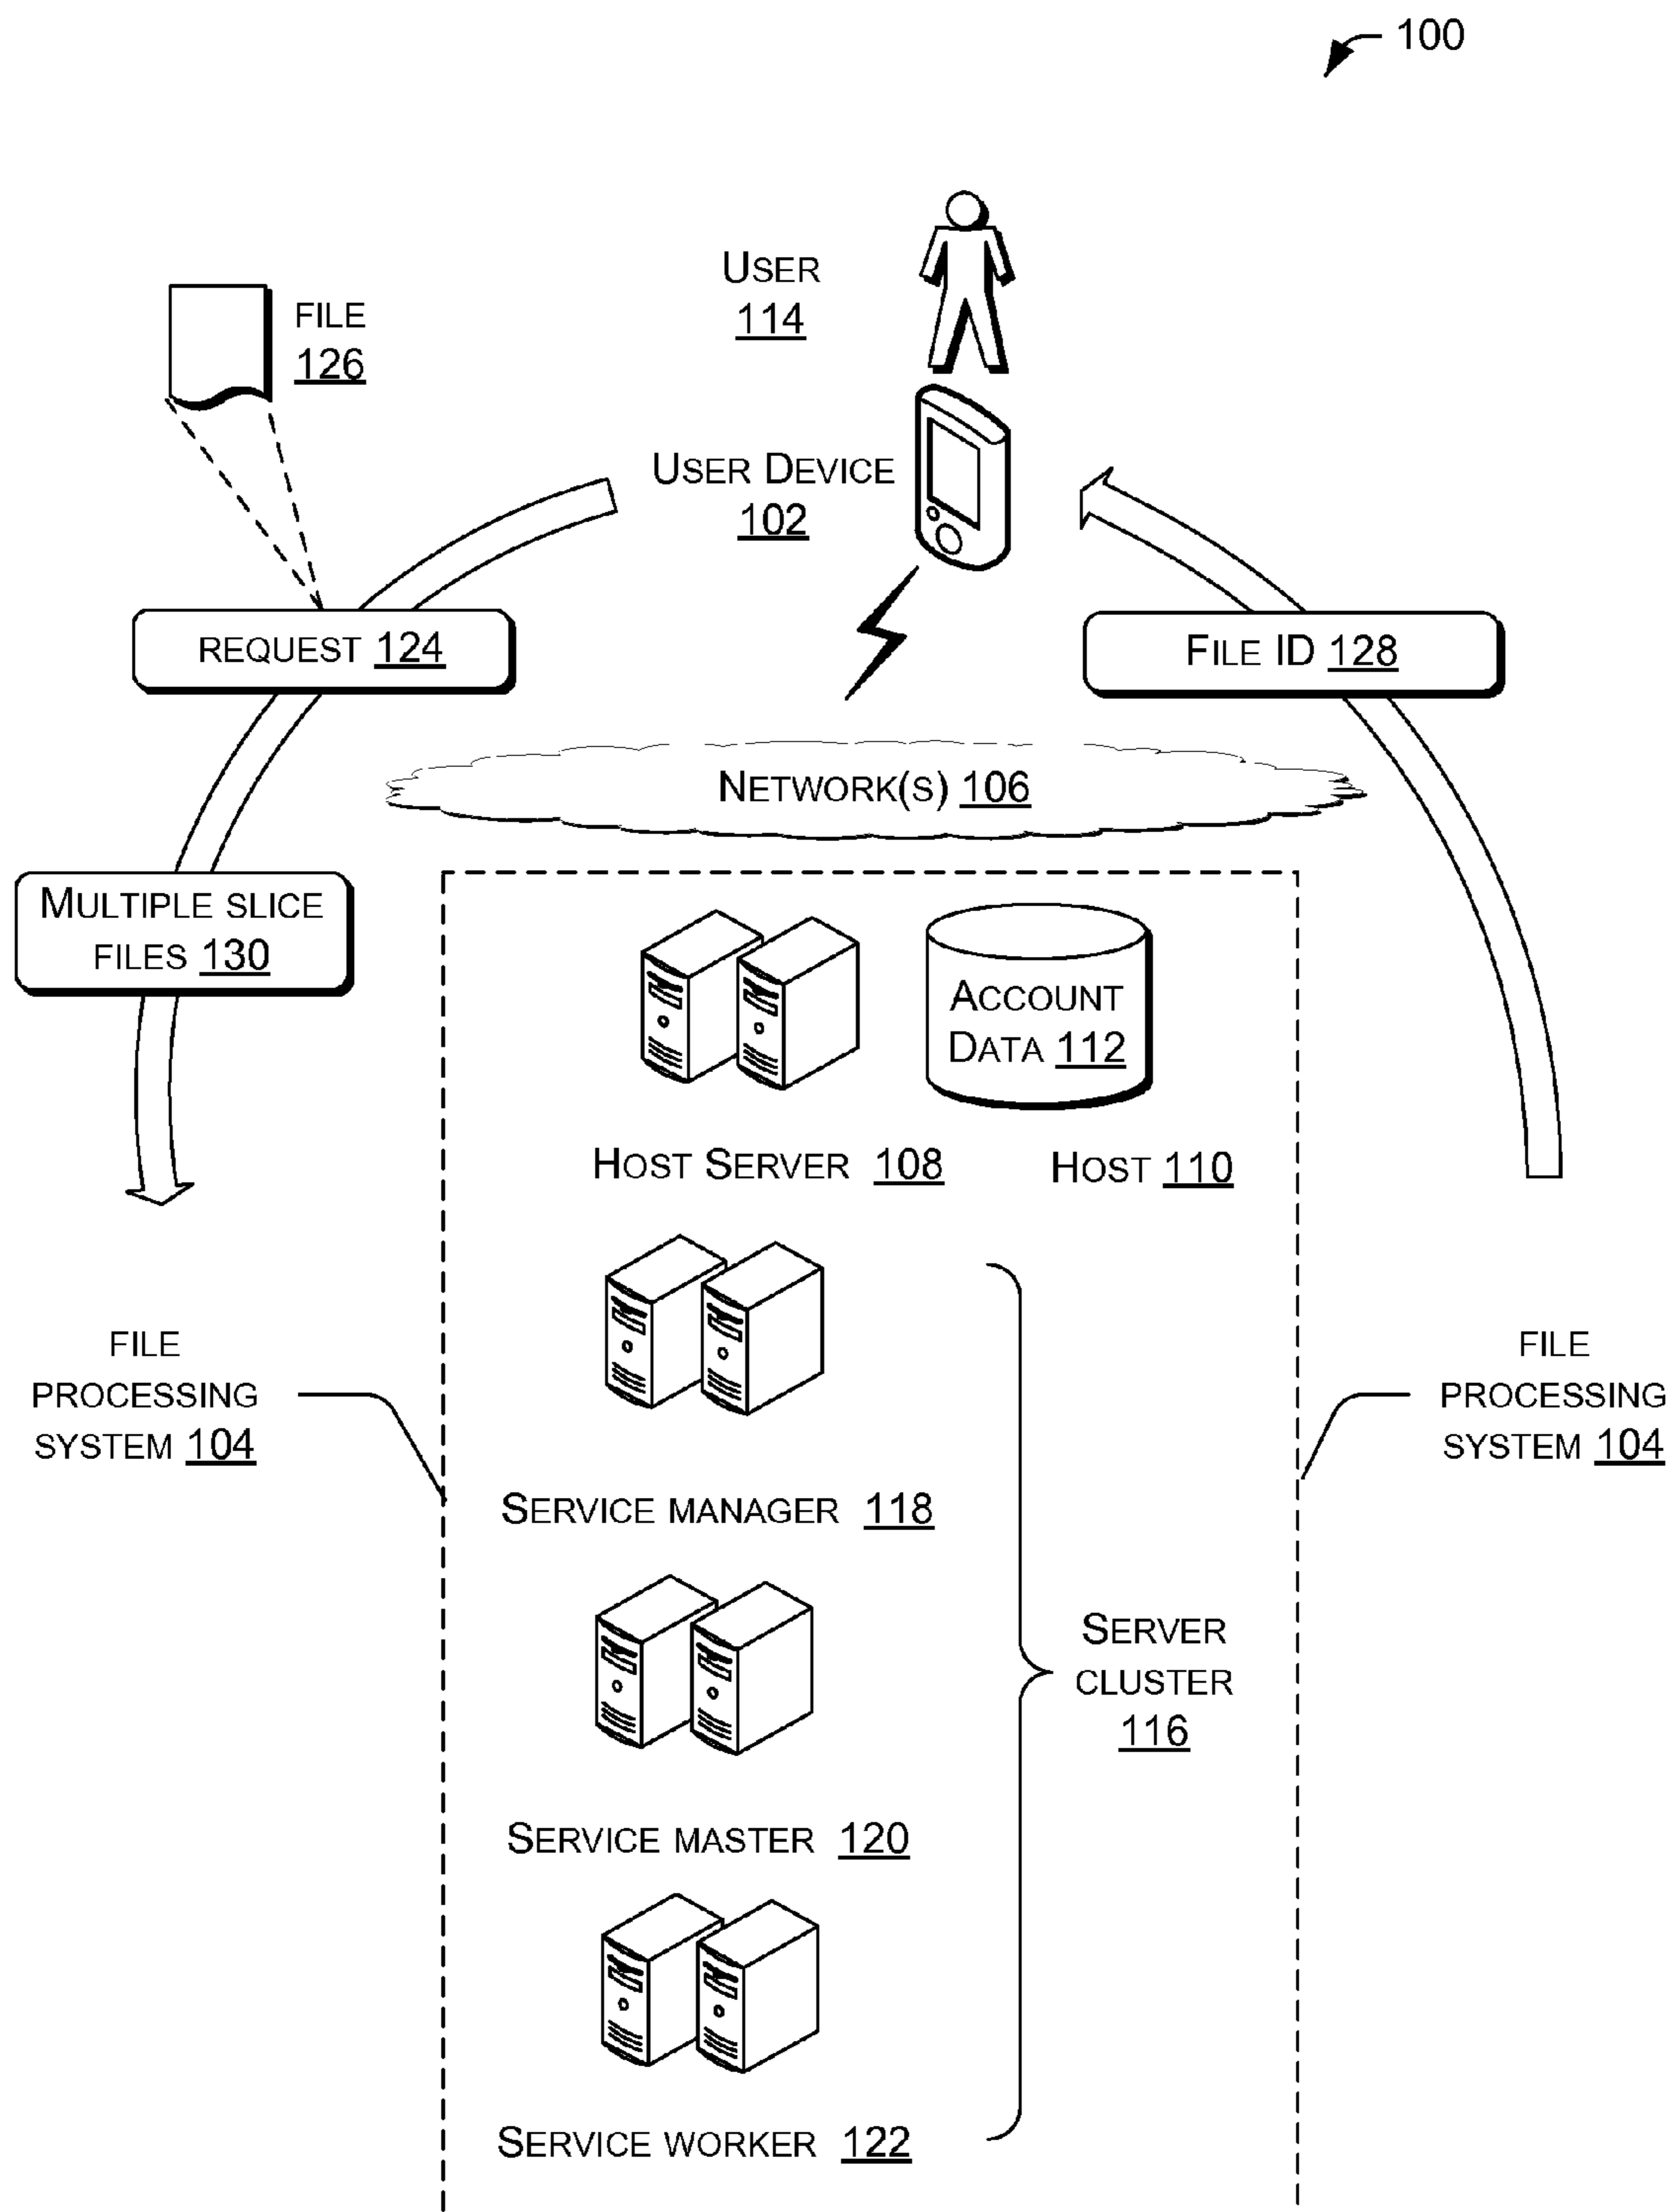 100
USER
114
FILE
126
USER DEVICE
102
REQUEST 124
FILE ID 128
NETWORK(S) 106
MULTIPLE SLICE
FILES 130
ACCOUNT
DATA 112
HOST SERVER 108
HOST 110
FILE
PROCESSING
SYSTEM 104
FILE
PROCESSING
SYSTEM 104
SERVICE MANAGER 118
SERVER
CLUSTER
116
SERVICE MASTER 120
SERVICE WORKER 122